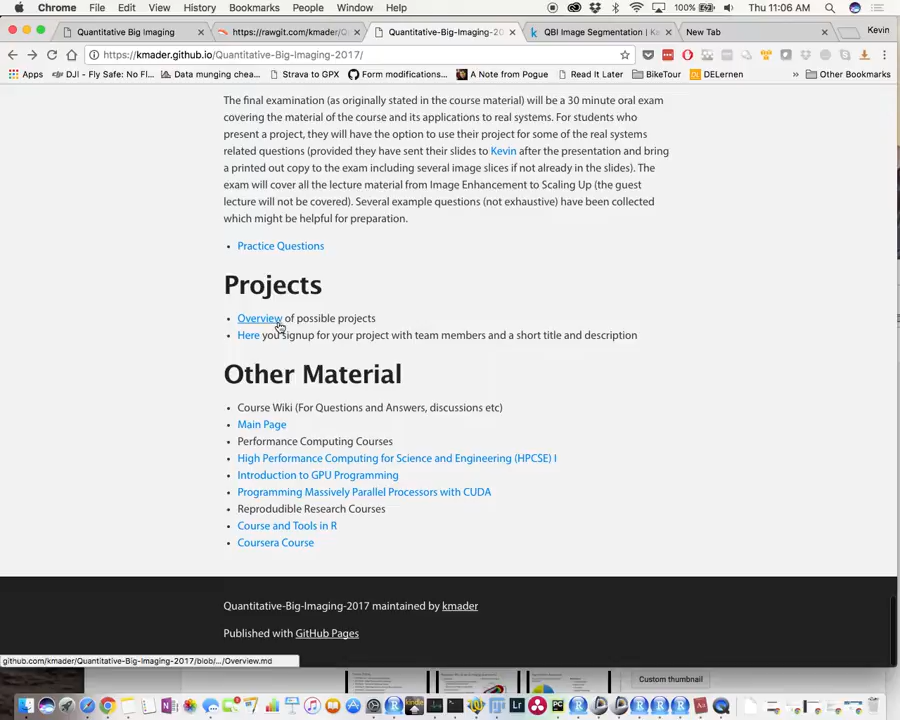 Chrome File Edit View History Bookmarks People Window Help 100% Thu 11:06 AM
Quantitative Big Imaging
https://rawgit.com/kmader/Q
Quantitative-Big-Imaging-20
QBI Image Segmentation | Ka
New Tab
Kevin
https://kmader.github.io/Quantitative-Big-Imaging-2017/
Apps DJI - Fly Safe: No Fl... Data munging chea... Strava to GPX Form modifications... A Note from Pogue Read It Later BikeTour DELernen Other Bookmarks
The final examination (as originally stated in the course material) will be a 30 minute oral exam
covering the material of the course and its applications to real systems. For students who
present a project, they will have the option to use their project for some of the real systems
related questions (provided they have sent their slides to Kevin after the presentation and bring
a printed out copy to the exam including several image slices if not already in the slides). The
exam will cover all the lecture material from Image Enhancement to Scaling Up (the guest
lecture will not be covered). Several example questions (not exhaustive) have been collected
which might be helpful for preparation.
Practice Questions
Projects
Overview of possible projects
Here you signup for your project with team members and a short title and description
Other Material
Course Wiki (For Questions and Answers, discussions etc)
Main Page
Performance Computing Courses
High Performance Computing for Science and Engineering (HPCSE) I
Introduction to GPU Programming
Programming Massively Parallel Processors with CUDA
Reprodudible Research Courses
Course and Tools in R
Coursera Course
Quantitative-Big-Imaging-2017 maintained by kmader
Published with GitHub Pages
github.com/kmader/Quantitative-Big-Imaging-2017/blob/.../Overview.md
Custom thumbnail